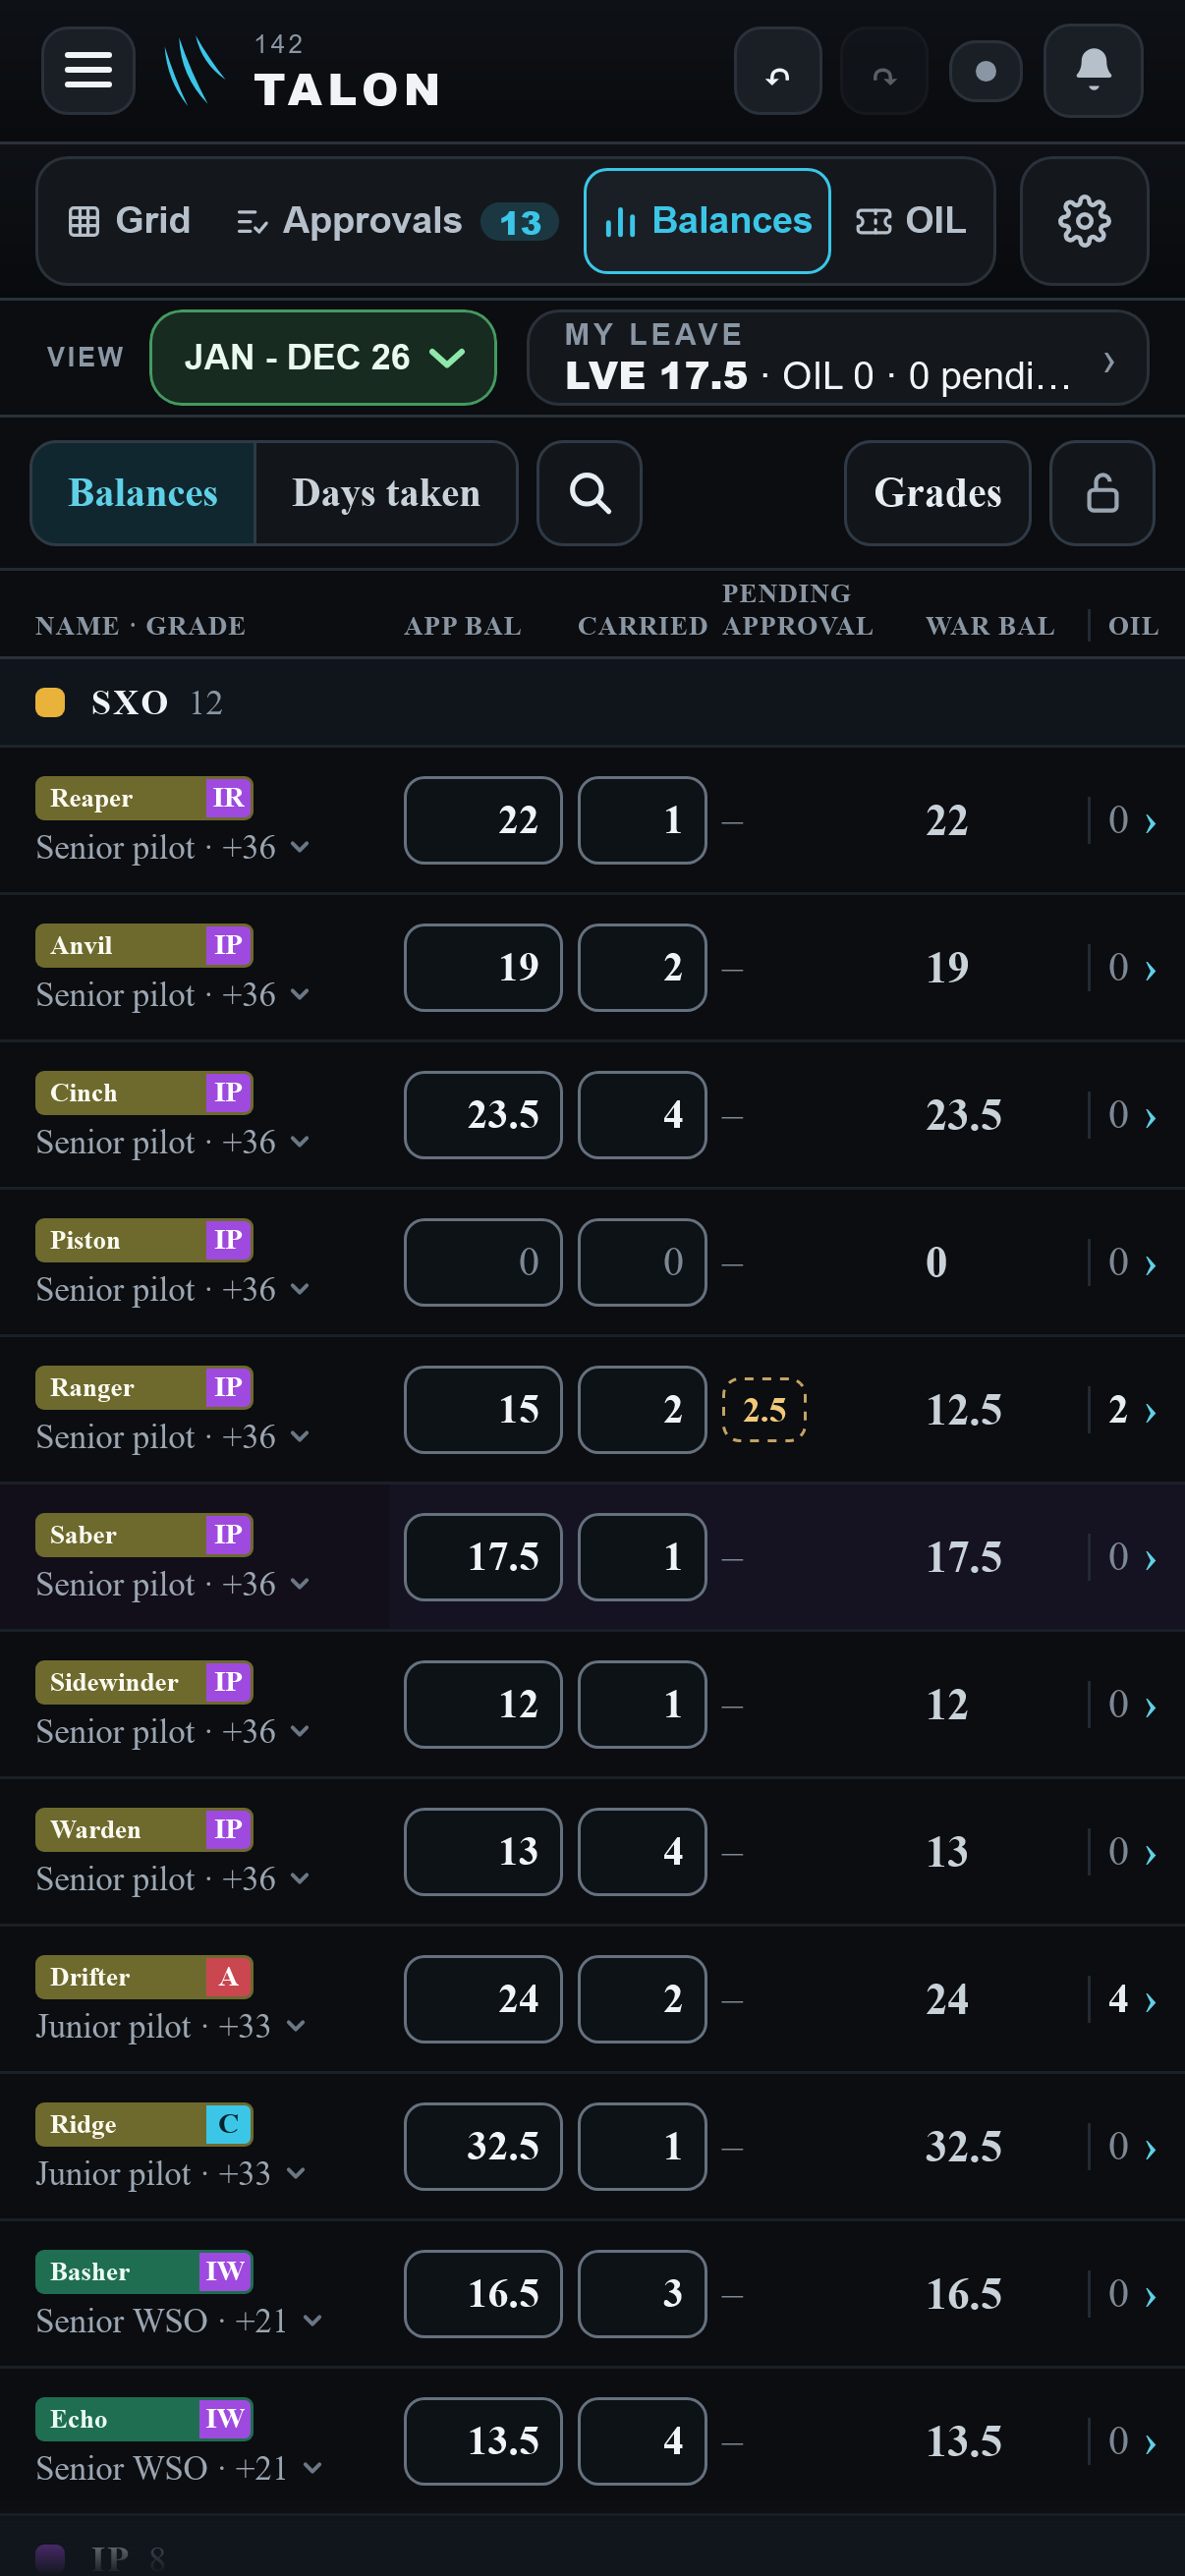 142
TALON
Grid Approvals 13 Balances OIL
VIEW JAN - DEC 26 MY LEAVE
LVE 17.5 · OIL 0 · 0 pendi…
Balances Days taken Grades
NAME · GRADE APP BAL CARRIED PENDING APPROVAL WAR BAL OIL
SXO 12
Reaper IR
Senior pilot · +36 22 1 – 22 0 ›
Anvil IP
Senior pilot · +36 19 2 – 19 0 ›
Cinch IP
Senior pilot · +36 23.5 4 – 23.5 0 ›
Piston IP
Senior pilot · +36 0 0 – 0 0 ›
Ranger IP
Senior pilot · +36 15 2 2.5 12.5 2 ›
Saber IP
Senior pilot · +36 17.5 1 – 17.5 0 ›
Sidewinder IP
Senior pilot · +36 12 1 – 12 0 ›
Warden IP
Senior pilot · +36 13 4 – 13 0 ›
Drifter A
Junior pilot · +33 24 2 – 24 4 ›
Ridge C
Junior pilot · +33 32.5 1 – 32.5 0 ›
Basher IW
Senior WSO · +21 16.5 3 – 16.5 0 ›
Echo IW
Senior WSO · +21 13.5 4 – 13.5 0 ›
IP 8